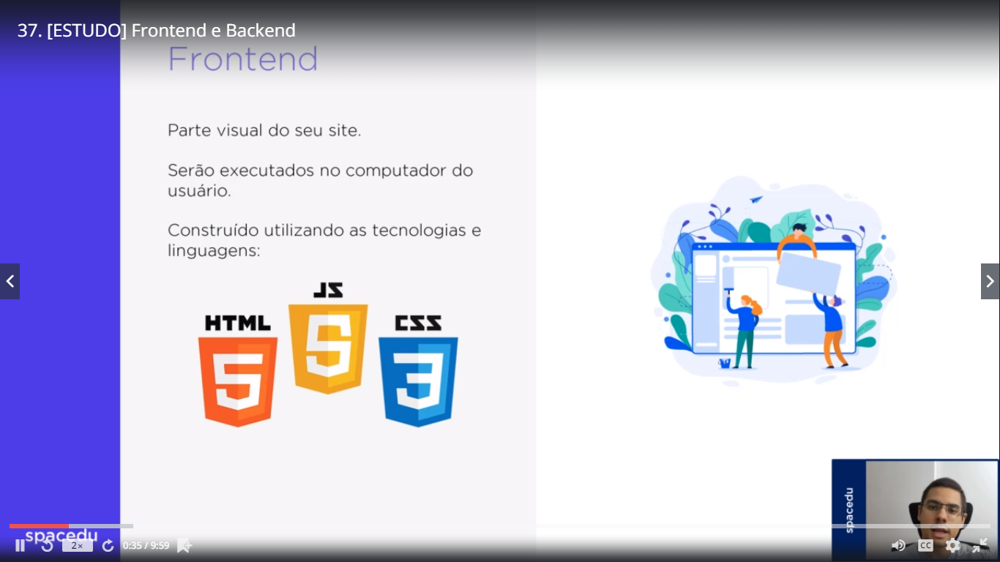 37. [ESTUDO] Frontend e Backend
Frontend
Parte visual do seu site.
Serão executados no computador do
usuário.
Construído utilizando as tecnologias e
linguagens:
JS
HTML
CSS
5
5
3
spacedu
spacedu
2×
0:35 / 9:59
CC